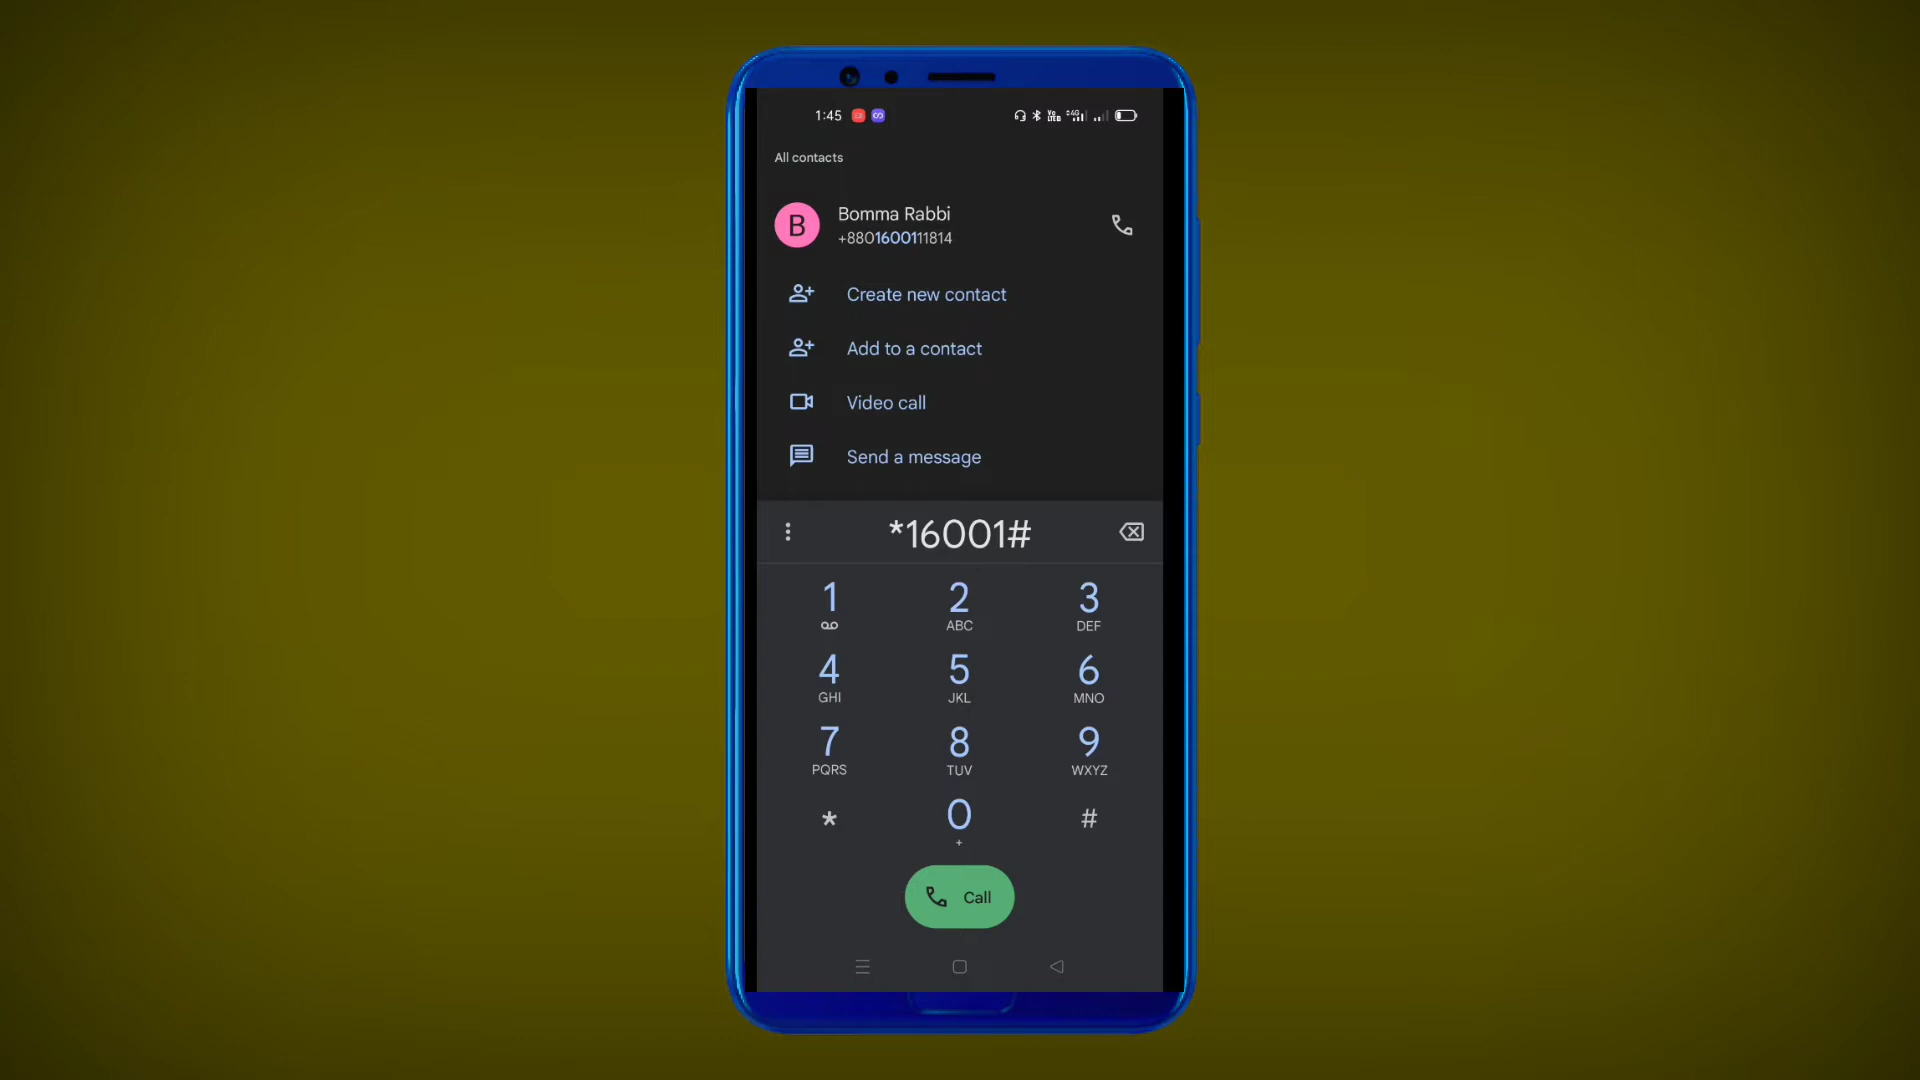 1:45
All contacts
B
Bomma Rabbi
+8801600111814
Create new contact
Add to a contact
Video call
Send a message
*16001#
1
2
ABC
3
DEF
4
GHI
5
JKL
6
MNO
7
PQRS
8
TUV
9
WXYZ
*
0
+
#
Call